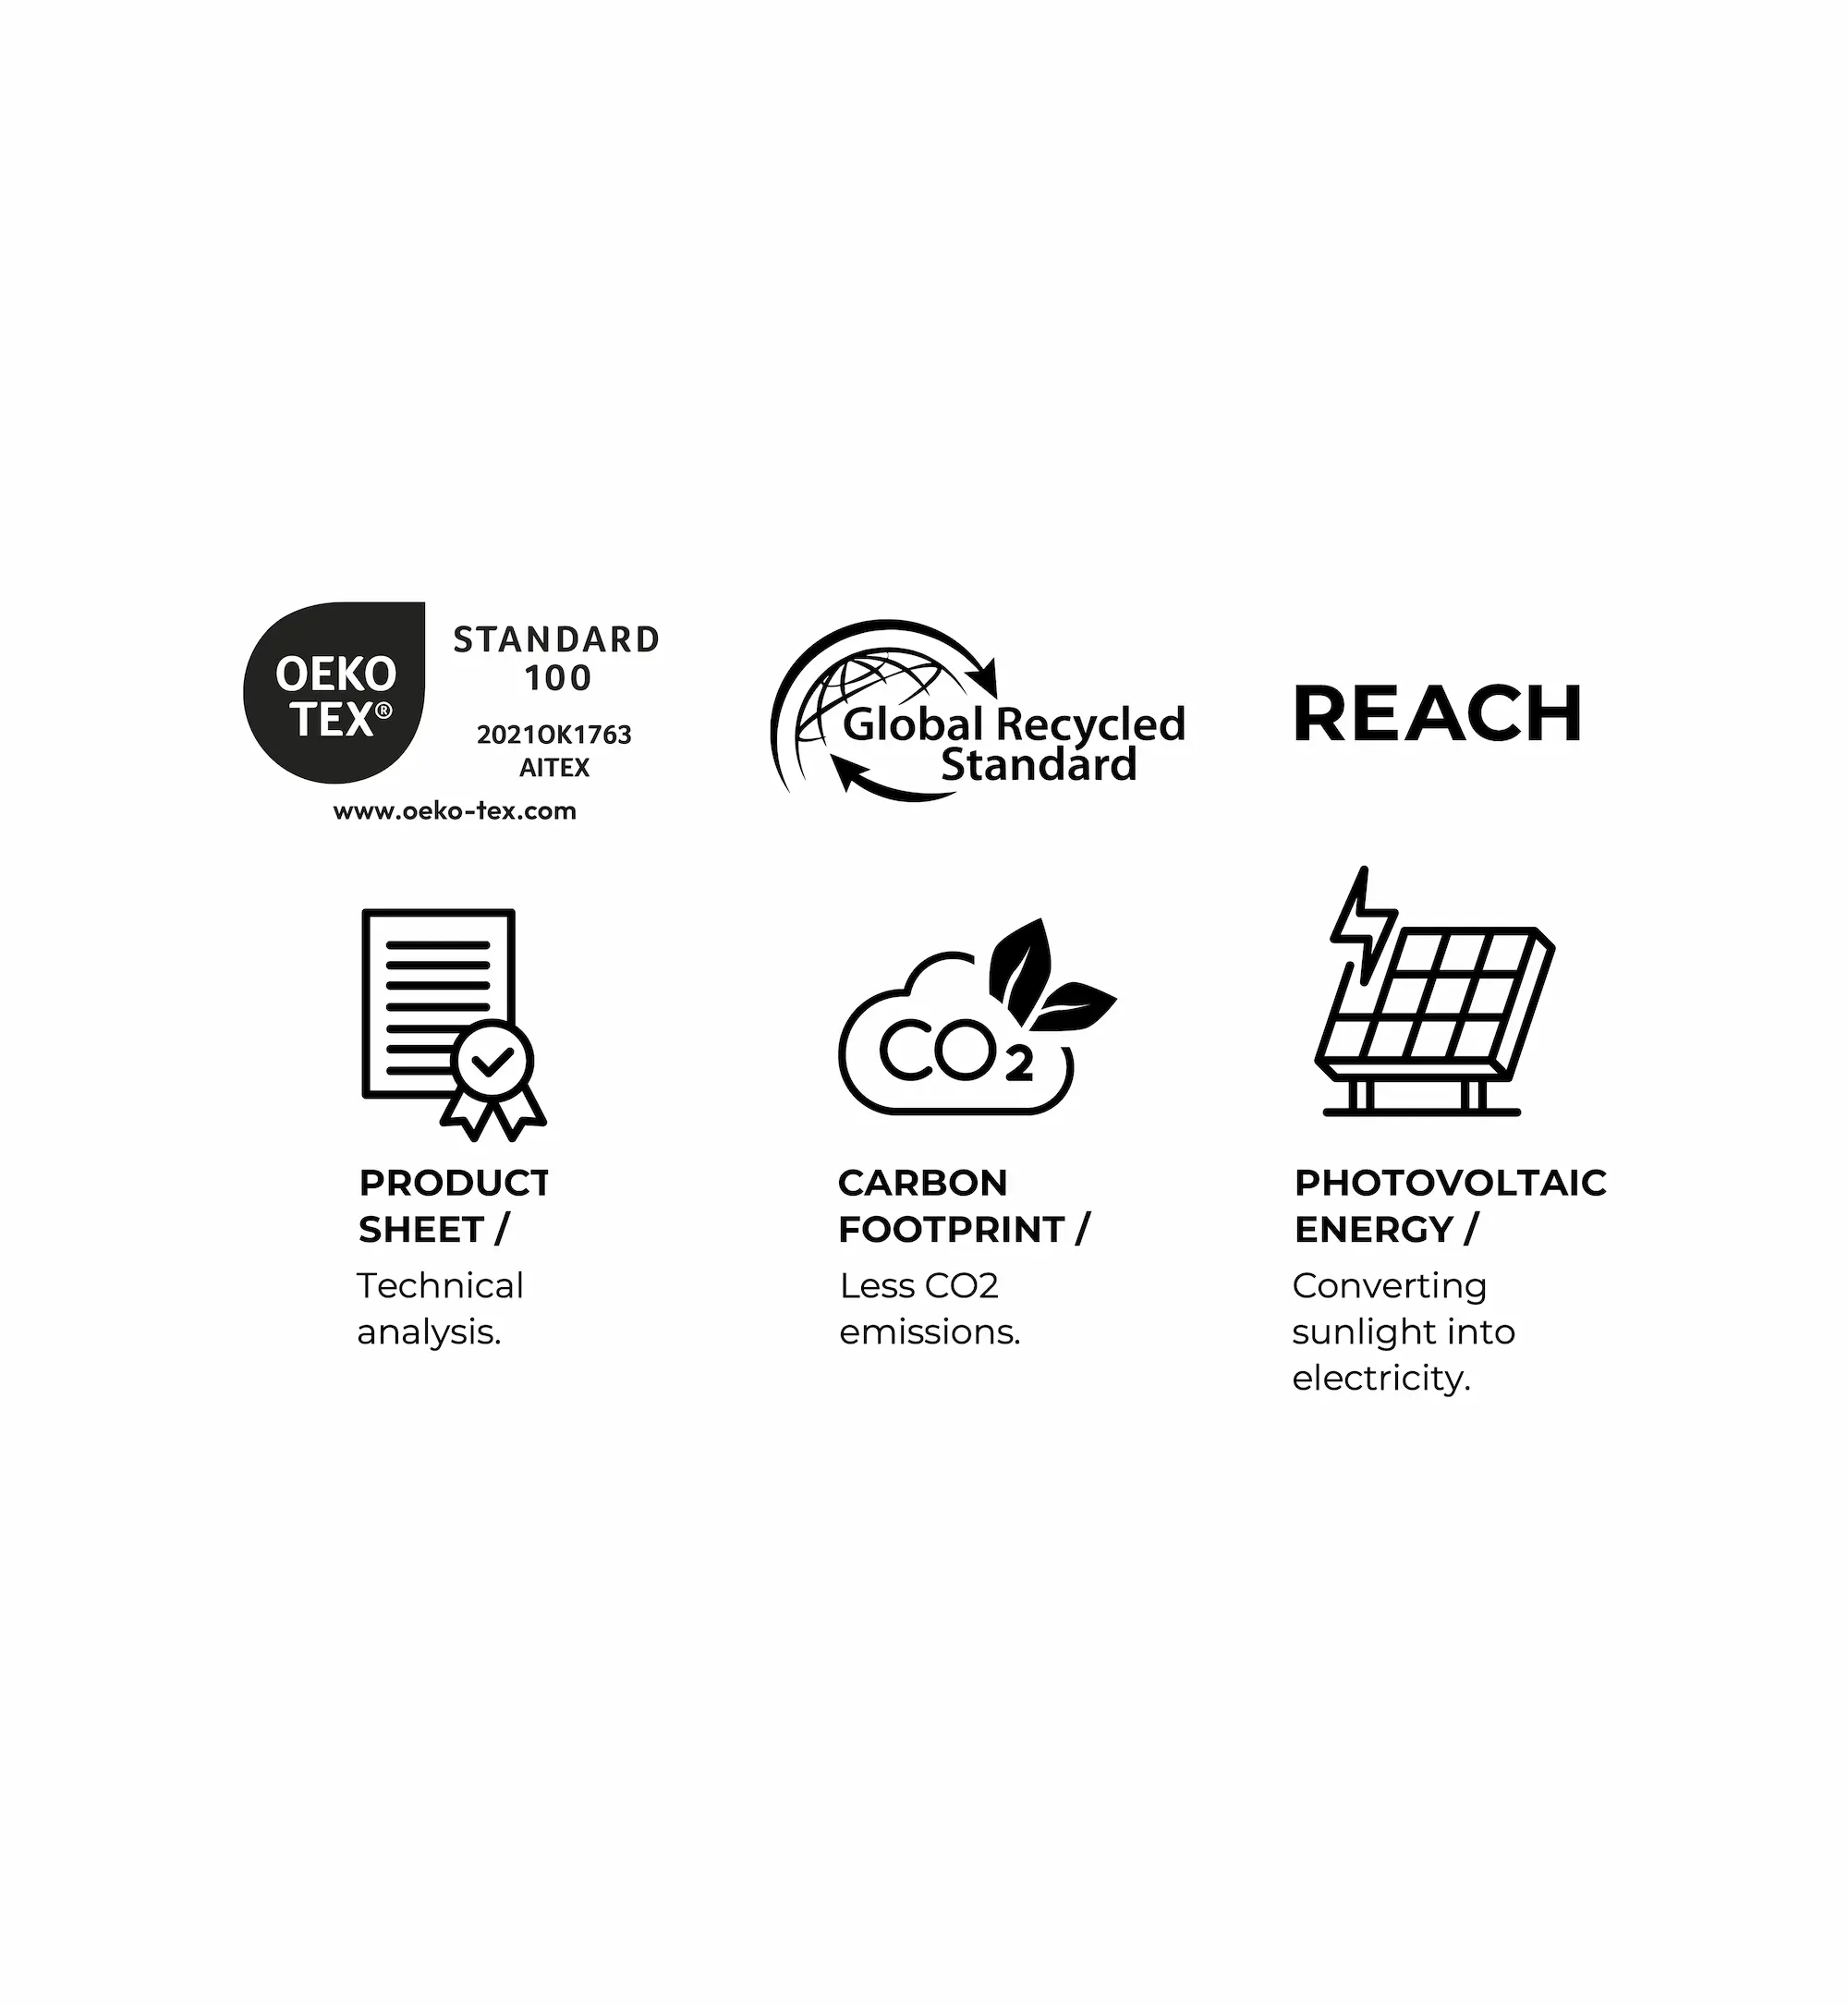 OEKO
TEX®
STANDARD
100
2021OK1763
AITEX
www.oeko-tex.com
Global Recycled
Standard
REACH
CO2
PRODUCT
SHEET /
Technical
analysis.
CARBON
FOOTPRINT /
Less CO2
emissions.
PHOTOVOLTAIC
ENERGY /
Converting
sunlight into
electricity.